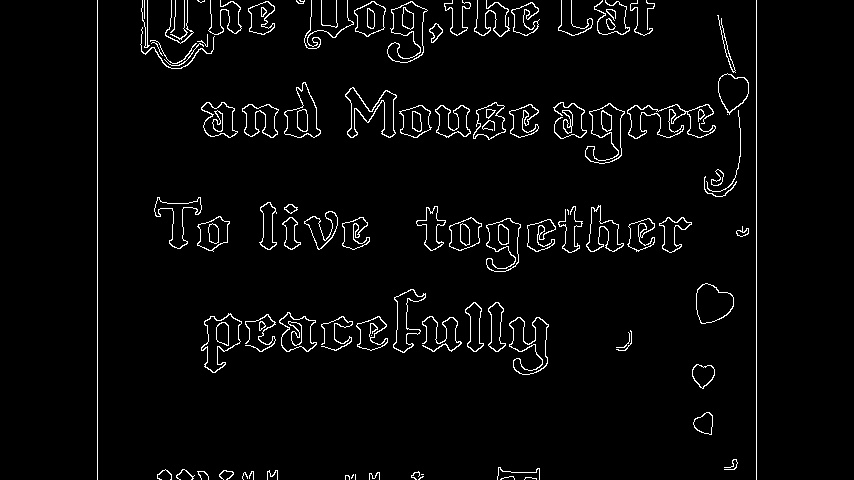 The Dog, the Cat
and Mouse agree
To live together
peacefully